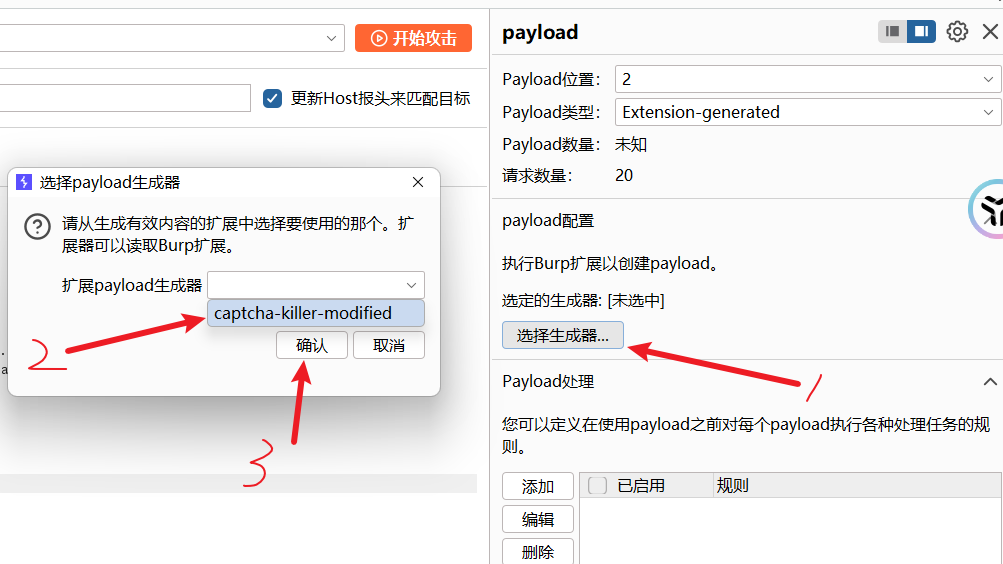 开始攻击
更新Host报头来匹配目标
选择payload生成器
请从生成有效内容的扩展中选择要使用的那个。扩
展器可以读取Burp扩展。
扩展payload生成器
captcha-killer-modified
确认
取消
2
3
1
payload
Payload位置：
2
Payload类型：
Extension-generated
Payload数量：
未知
请求数量：
20
payload配置
执行Burp扩展以创建payload。
选定的生成器: [未选中]
选择生成器...
Payload处理
您可以定义在使用payload之前对每个payload执行各种处理任务的规
则。
添加
已启用
规则
编辑
删除